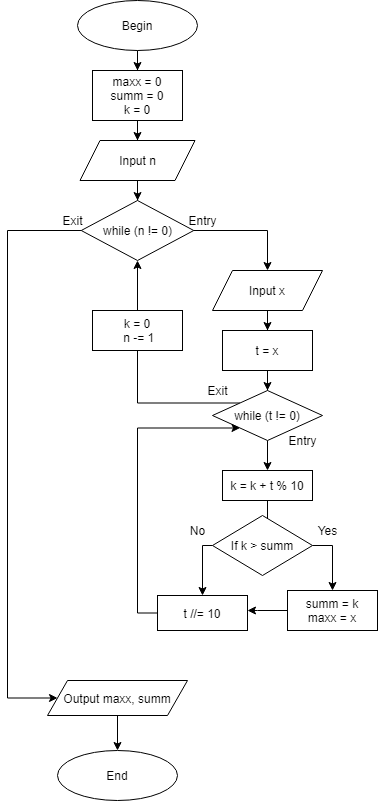 Begin
maxx = 0
summ = 0
k = 0
Input n
Exit
while (n != 0)
Entry
Input x
k = 0
n -= 1
t = x
Exit
while (t != 0)
Entry
k = k + t % 10
No
If k > summ
Yes
t //= 10
summ = k
maxx = x
Output maxx, summ
End